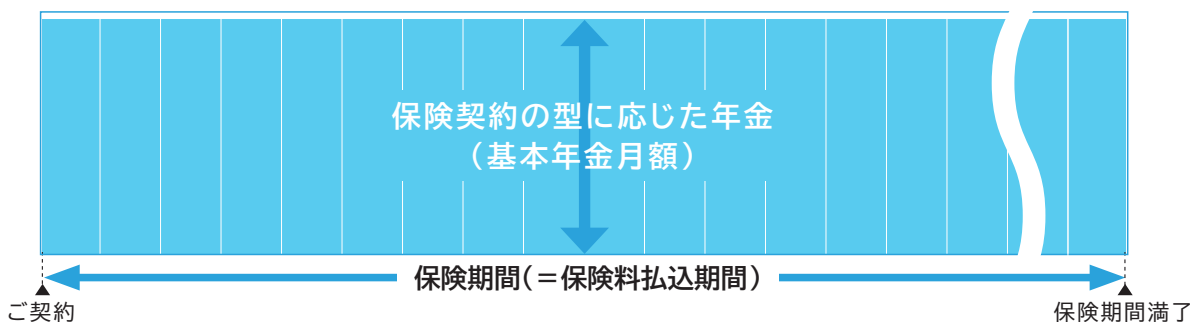 保険契約の型に応じた年金
（基本年金月額）
保険期間（＝保険料払込期間）
ご契約
保険期間満了